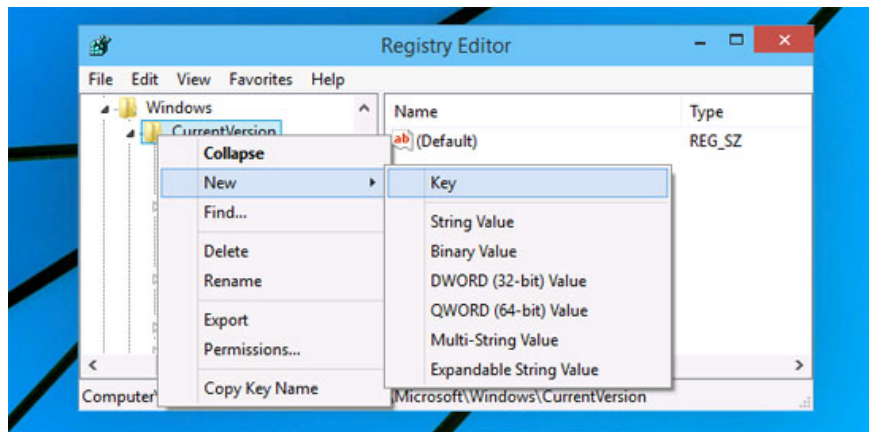 Registry Editor
File Edit View Favorites Help
Windows
CurrentVersion
Name Type
ab (Default) REG_SZ
Collapse
New
Find...
Delete
Rename
Export
Permissions...
Copy Key Name
Key
String Value
Binary Value
DWORD (32-bit) Value
QWORD (64-bit) Value
Multi-String Value
Expandable String Value
Computer\ \Microsoft\Windows\CurrentVersion